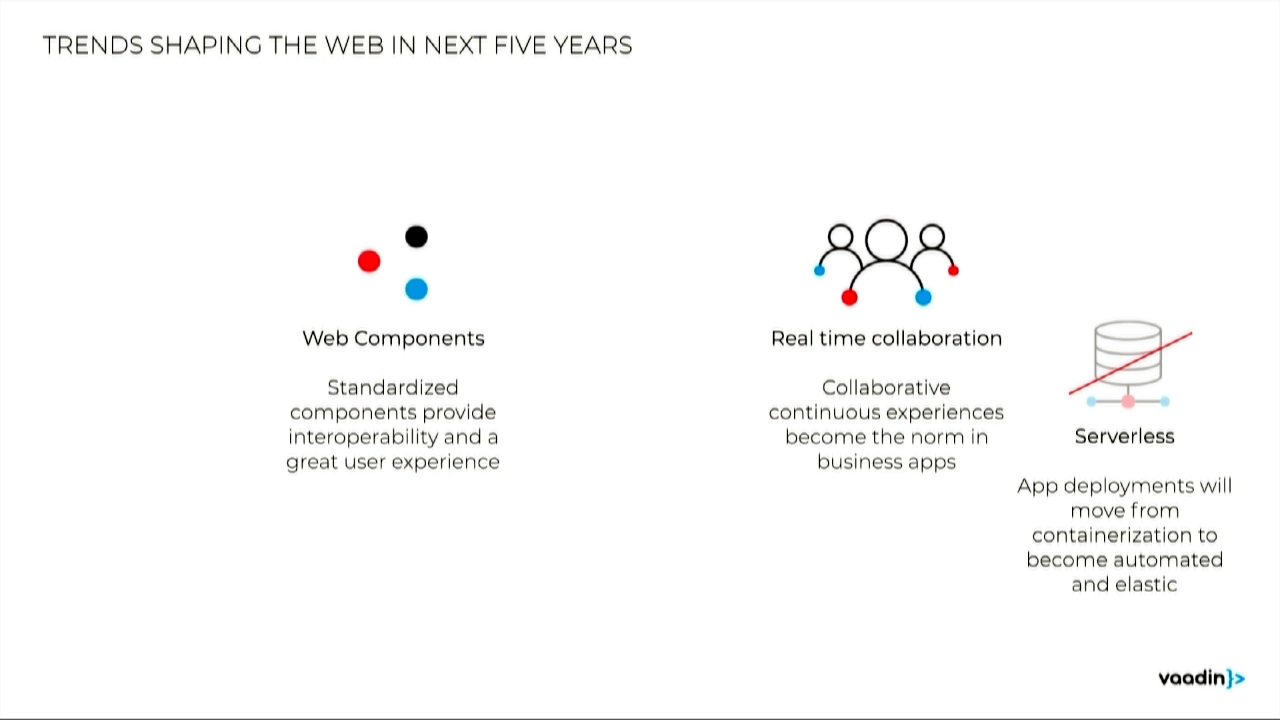 TRENDS SHAPING THE WEB IN NEXT FIVE YEARS
Web Components
Standardized
components provide
interoperability and a
great user experience
Real time collaboration
Collaborative
continuous experiences
become the norm in
business apps
Serverless
App deployments will
move from
containerization to
become automated
and elastic
vaadin}>